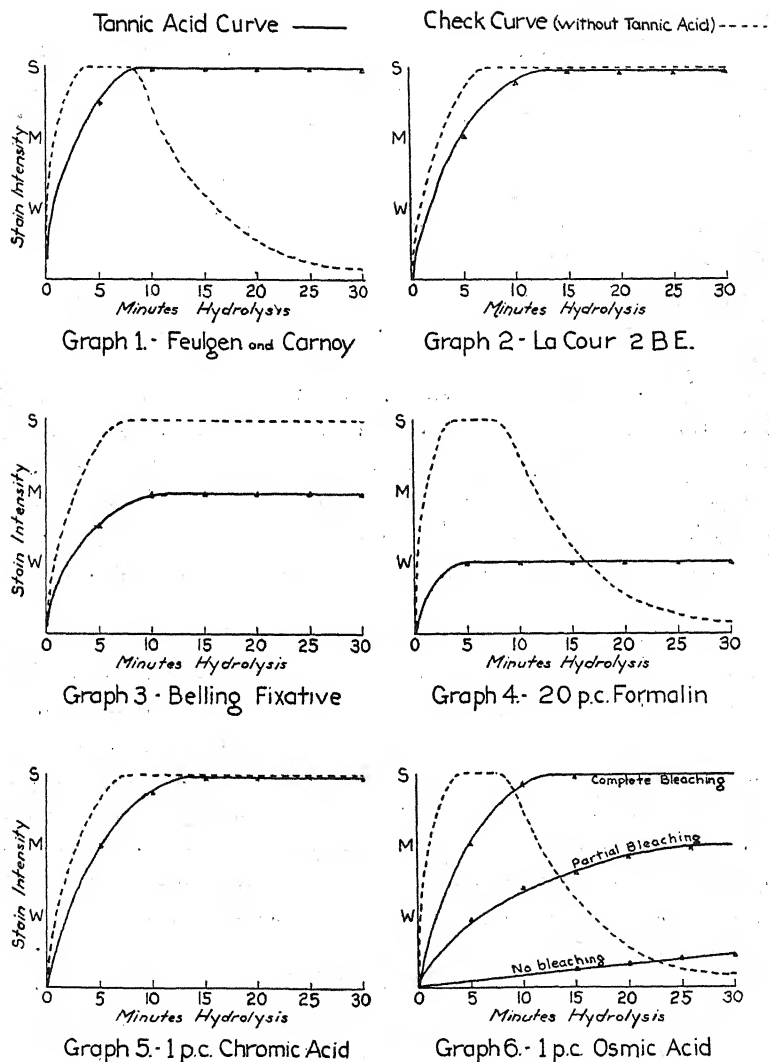 Tannic Acid Curve
Check Curve (without Tannic Acid)
S
M
W
Stain Intensity
0 5 10 15 20 25 30
Minutes Hydrolysis
Graph 1.- Feulgen and Carnoy
S
M
W
0 5 10 15 20 25 30
Minutes Hydrolysis
Graph 2- La Cour 2 B E.
S
M
W
Stain Intensity
0 5 10 15 20 25 30
Minutes Hydrolysis
Graph 3 - Belling Fixative
S
M
W
0 5 10 15 20 25 30
Minutes Hydrolysis
Graph 4.- 20 p.c. Formalin
S
M
W
Stain Intensity
0 5 10 15 20 25 30
Minutes Hydrolysis
Graph 5.- 1 p.c. Chromic Acid
S
M
W
Complete Bleaching
Partial Bleaching
No bleaching
0 5 10 15 20 25 30
Minutes Hydrolysis
Graph 6.- 1 p.c. Osmic Acid